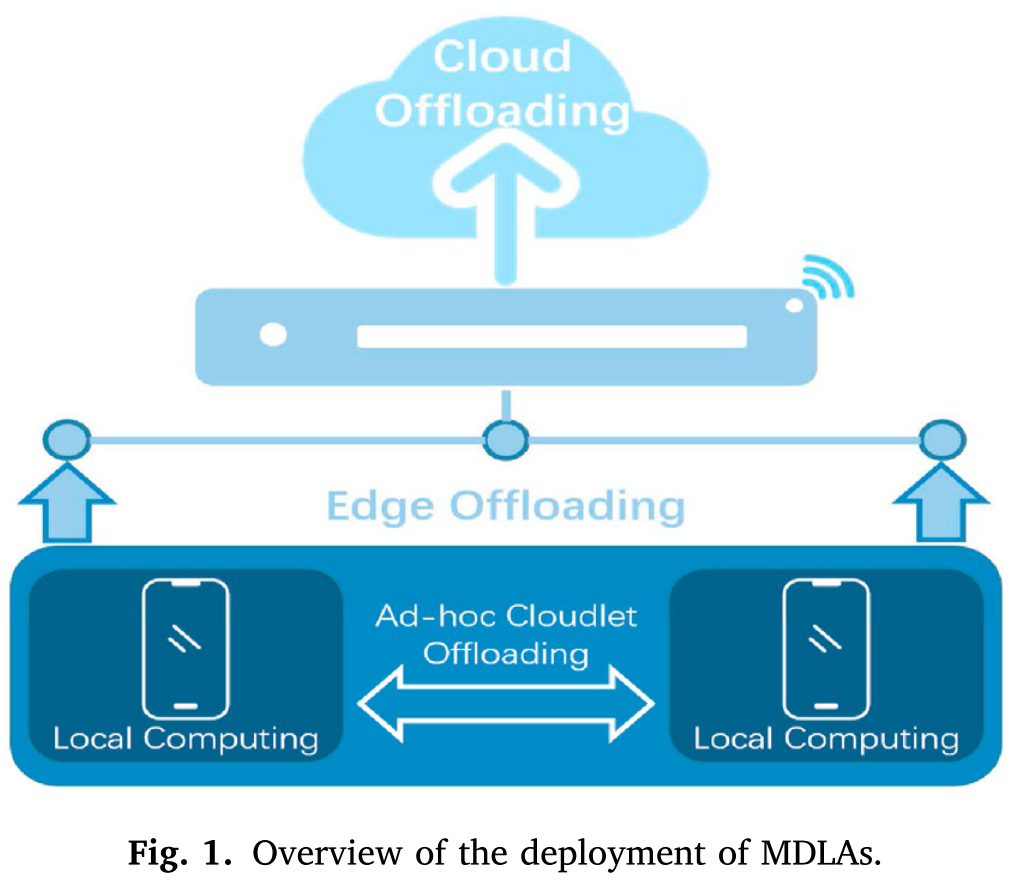 Cloud
Offloading
Edge Offloading
Ad-hoc Cloudlet
Offloading
Local Computing
Local Computing
Fig. 1. Overview of the deployment of MDLAs.